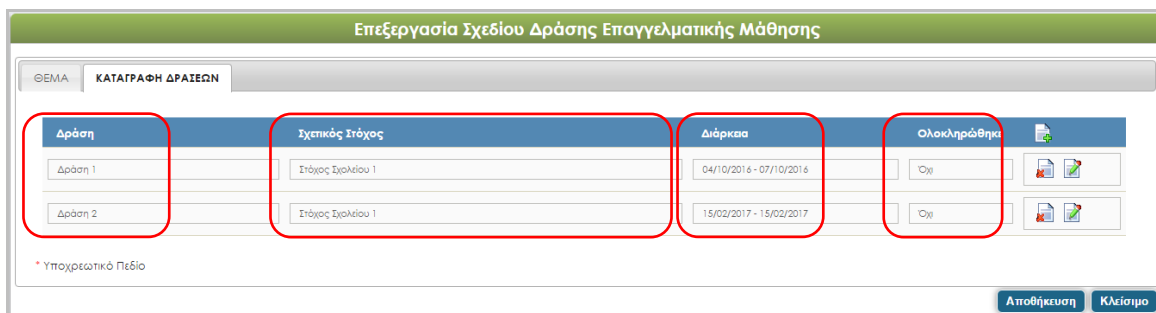 Επεξεργασία Σχεδίου Δράσης Επαγγελματικής Μάθησης
ΘΕΜΑ ΚΑΤΑΓΡΑΦΗ ΔΡΑΣΕΩΝ
Δράση Σχετικός Στόχος Διάρκεια Ολοκληρώθηκε
Δράση 1 Στόχος Σχολείου 1 04/10/2016 - 07/10/2016 Όχι
Δράση 2 Στόχος Σχολείου 1 15/02/2017 - 15/02/2017 Όχι
* Υποχρεωτικό Πεδίο
Αποθήκευση Κλείσιμο